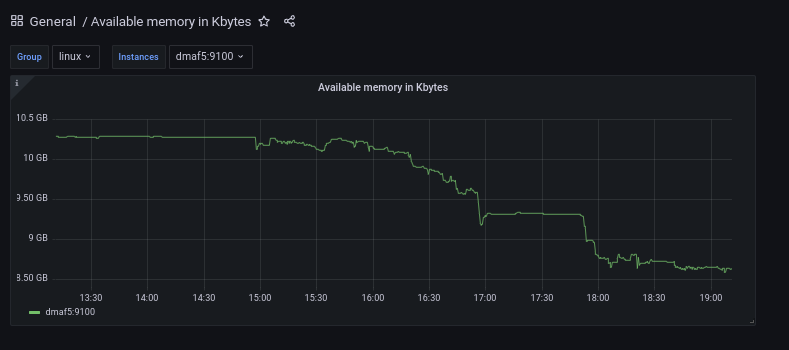 General / Available memory in Kbytes
Group linux Instances dmaf5:9100
i
Available memory in Kbytes
10.5 GB
10 GB
9.50 GB
9 GB
8.50 GB
13:30 14:00 14:30 15:00 15:30 16:00 16:30 17:00 17:30 18:00 18:30 19:00
dmaf5:9100